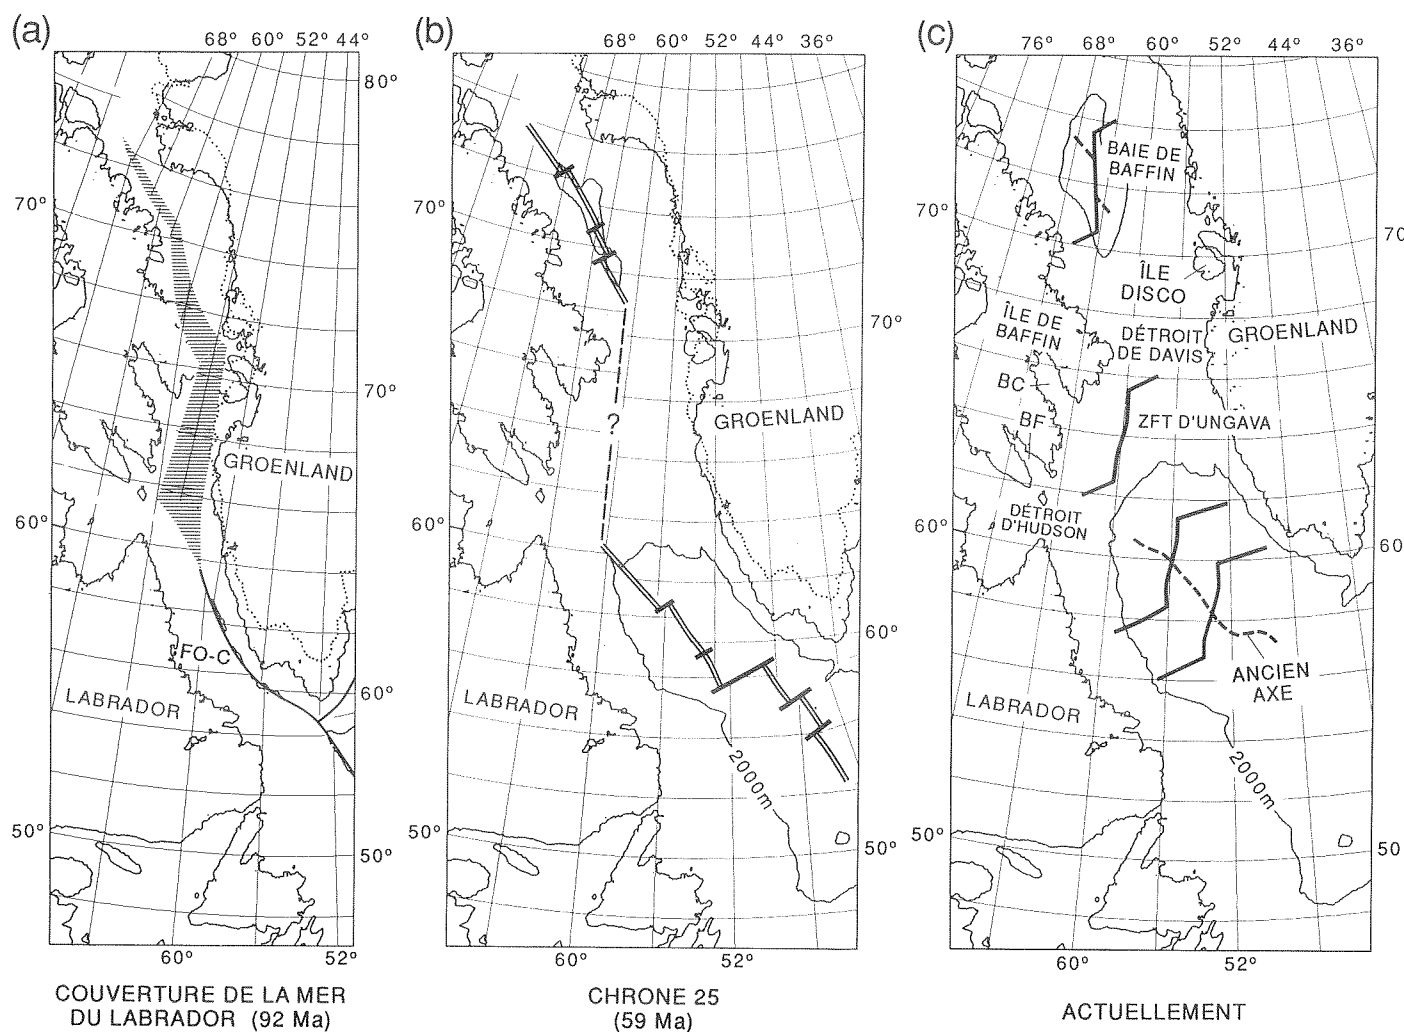 (a)
68° 60° 52° 44°
80°
70°
70°
GROENLAND
60°
FO-C
60°
LABRADOR
50°
50°
60° 52°
COUVERTURE DE LA MER
DU LABRADOR (92 Ma)
(b)
68° 60° 52° 44° 36°
70°
70°
?
GROENLAND
60°
60°
LABRADOR
2000m
50°
50°
60° 52°
CHRONE 25
(59 Ma)
(c)
76° 68° 60° 52° 44° 36°
BAIE DE
BAFFIN
70°
70
ÎLE
DISCO
ÎLE DE
BAFFIN
DÉTROIT
DE DAVIS
GROENLAND
BC
BF
ZFT D'UNGAVA
DÉTROIT
D'HUDSON
60°
60
ANCIEN
AXE
LABRADOR
2000m
50°
50
60° 52°
ACTUELLEMENT